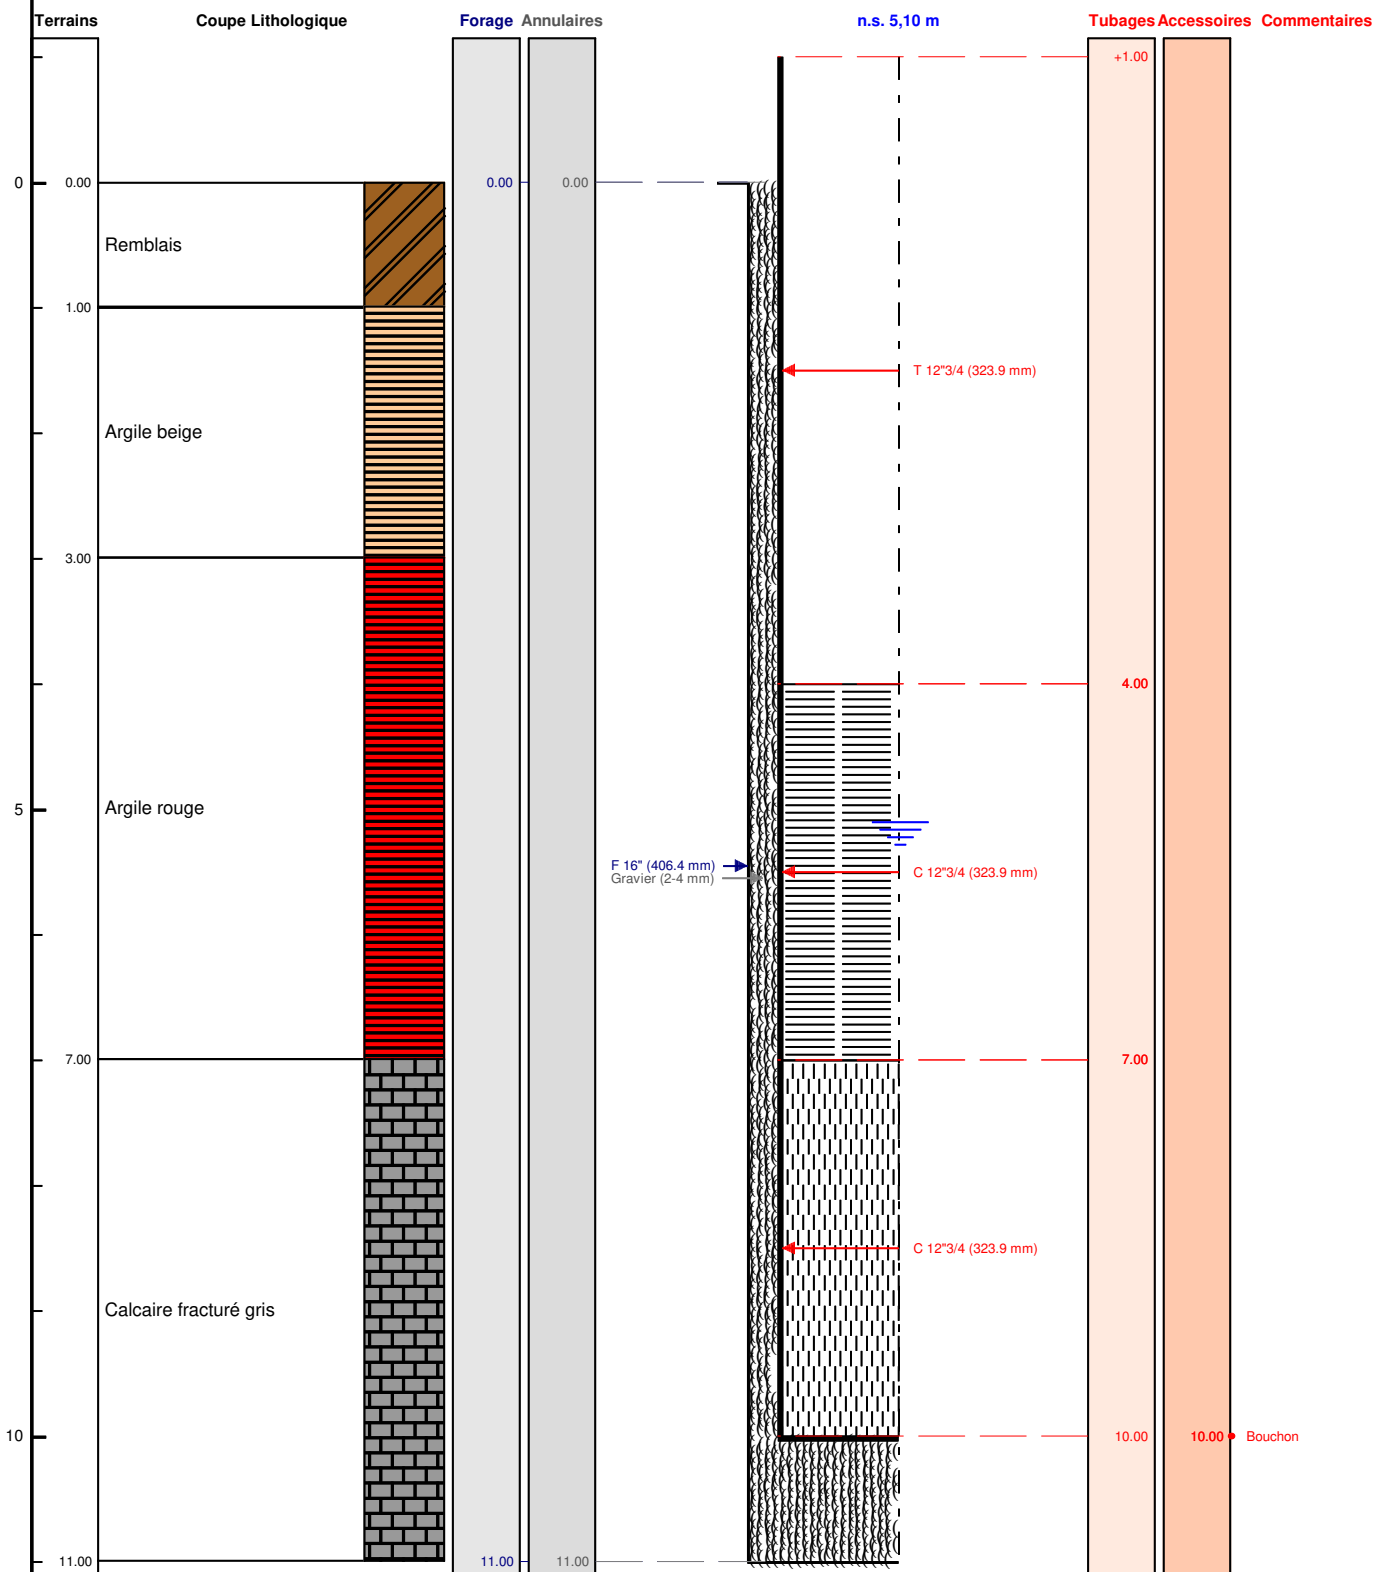 Terrains Coupe Lithologique Forage Annulaires n.s. 5,10 m Tubages Accessoires Commentaires
+1.00
0 0.00 0.00 0.00
Remblais
1.00
T 12"3/4 (323.9 mm)
Argile beige
3.00
4.00
5 Argile rouge
F 16" (406.4 mm)
C 12"3/4 (323.9 mm)
Gravier (2-4 mm)
7.00 7.00
C 12"3/4 (323.9 mm)
Calcaire fracturé gris
10 10.00 10.00 Bouchon
11.00 11.00 11.00